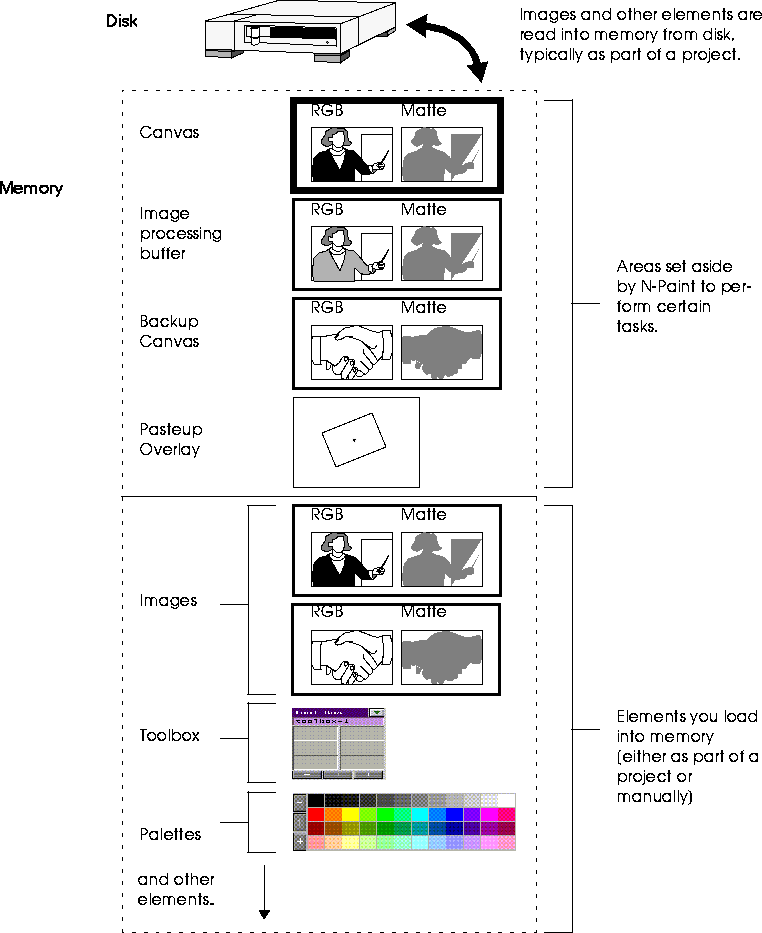 Disk
Images and other elements are
read into memory from disk,
typically as part of a project.
Memory
Canvas
RGB Matte
Image
processing
buffer
RGB Matte
Backup
Canvas
RGB Matte
Pasteup
Overlay
Areas set aside
by N-Paint to per-
form certain
tasks.
Images
RGB Matte
RGB Matte
Toolbox
toolbox-1
Palettes
and other
elements..
Elements you load
into memory
(either as part of a
project or
manually)